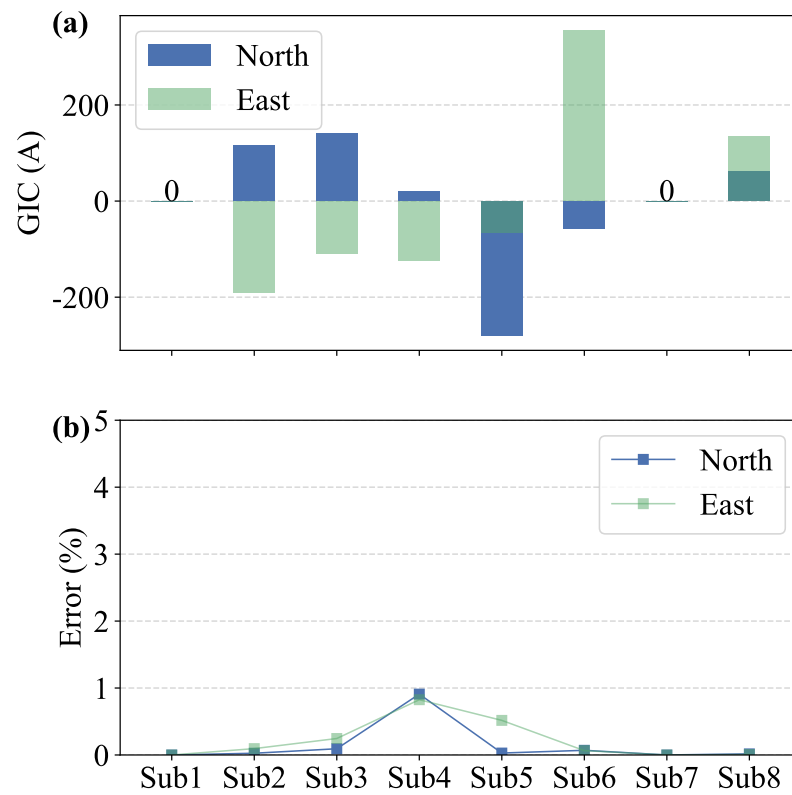 (a)
North
East
200
0
-200
GIC (A)
0
0
(b)
5
4
3
2
1
0
Error (%)
North
East
Sub1 Sub2 Sub3 Sub4 Sub5 Sub6 Sub7 Sub8